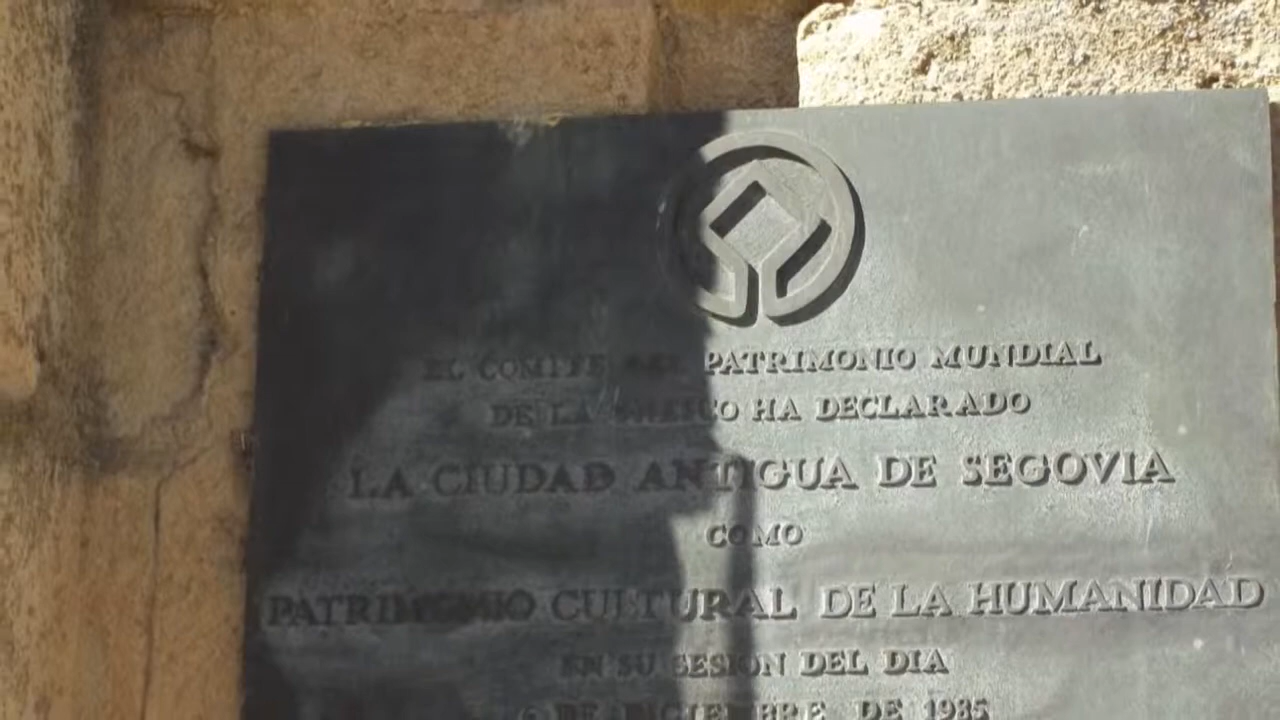 EL COMITE DEL PATRIMONIO MUNDIAL
DE LA UNESCO HA DECLARADO
LA CIUDAD ANTIGUA DE SEGOVIA
COMO
PATRIMONIO CULTURAL DE LA HUMANIDAD
EN SU SESION DEL DIA
6 DE DICIEMBRE DE 1985